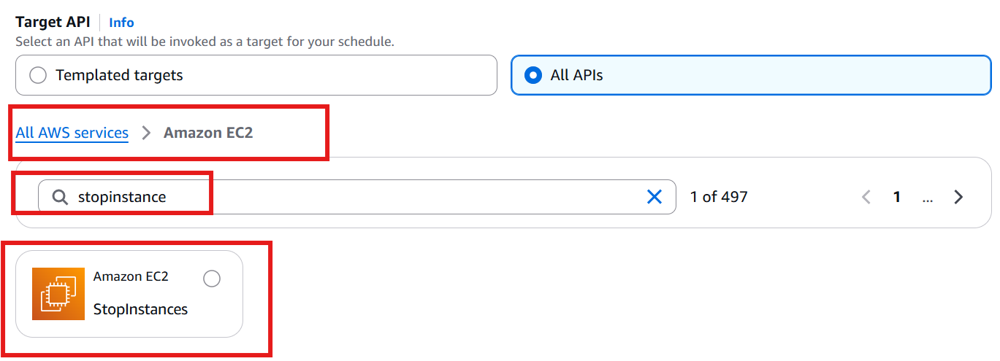 Target API Info
Select an API that will be invoked as a target for your schedule.
Templated targets
All APIs
All AWS services > Amazon EC2
stopinstance
1 of 497
1 ...
Amazon EC2
StopInstances